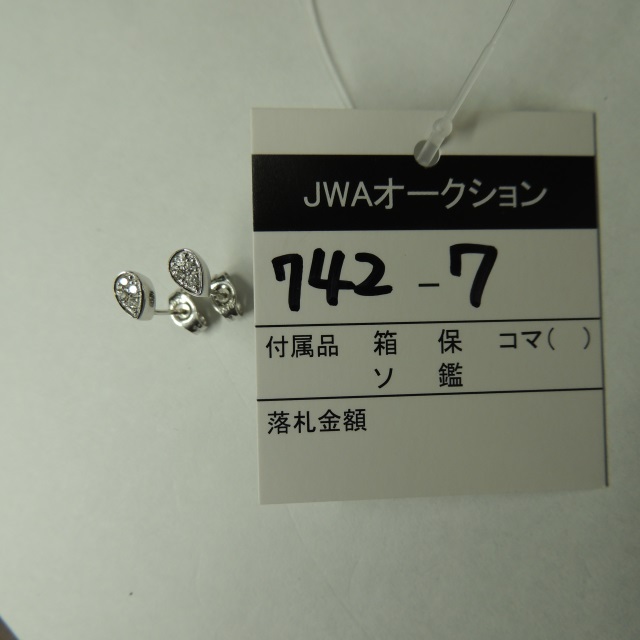 JWAオークション
742-7
付属品 箱 保 コマ( )
ソ 鑑
落札金額